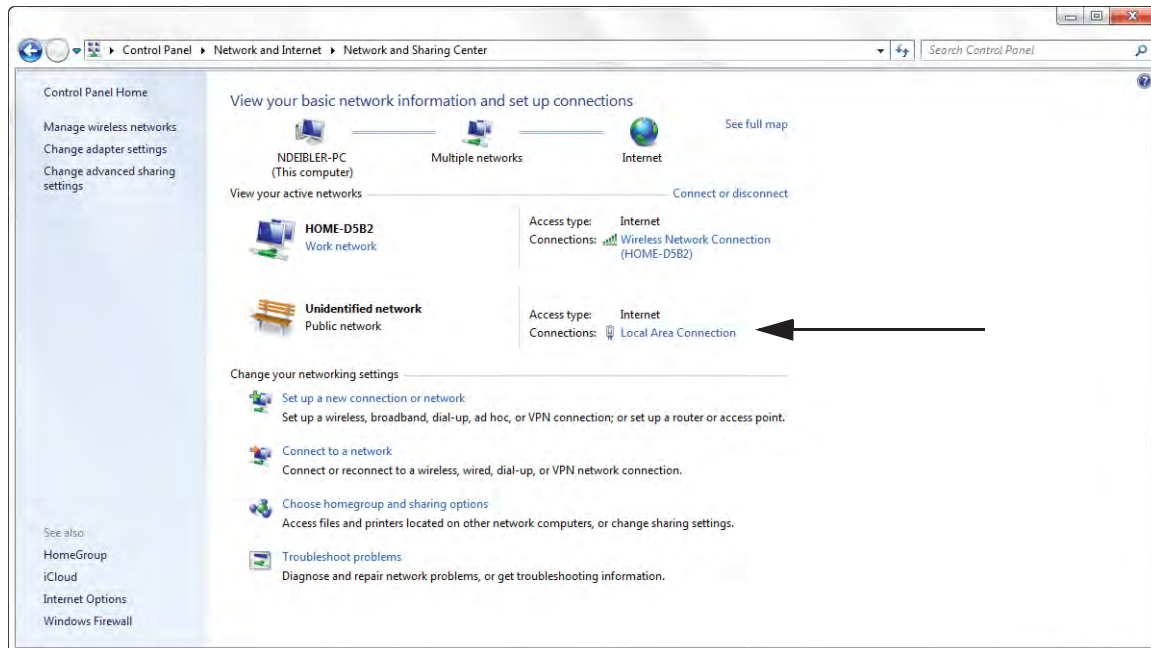 Control Panel ▸ Network and Internet ▸ Network and Sharing Center
Search Control Panel
Control Panel Home
Manage wireless networks
Change adapter settings
Change advanced sharing
settings
View your basic network information and set up connections
See full map
NDEIBLER-PC
(This computer)
Multiple networks
Internet
View your active networks
Connect or disconnect
HOME-D5B2
Work network
Access type: Internet
Connections: Wireless Network Connection
(HOME-D5B2)
Unidentified network
Public network
Access type: Internet
Connections: Local Area Connection
Change your networking settings
Set up a new connection or network
Set up a wireless, broadband, dial-up, ad hoc, or VPN connection; or set up a router or access point.
Connect to a network
Connect or reconnect to a wireless, wired, dial-up, or VPN network connection.
Choose homegroup and sharing options
Access files and printers located on other network computers, or change sharing settings.
Troubleshoot problems
Diagnose and repair network problems, or get troubleshooting information.
See also
HomeGroup
iCloud
Internet Options
Windows Firewall